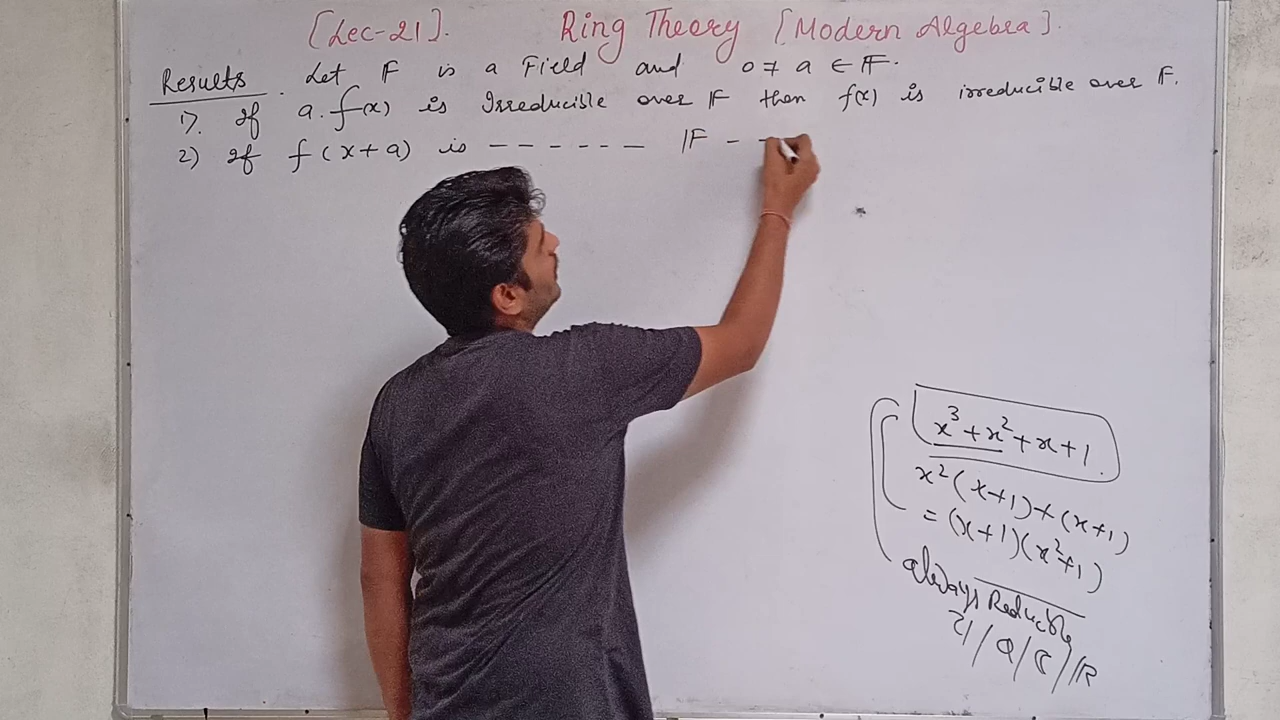 [Lec-21]. Ring Theory [Modern Algebra].
Results. Let F is a Field and 0 ≠ a ∈ F.
1). If a.f(x) is Irreducible over F then f(x) is irreducible over F.
2) If f(x+a) is - - - - - - F - -
x³+x²+x+1.
x²(x+1)+(x+1)
=(x+1)(x²+1)
always Reducible
Z/Q/C/R